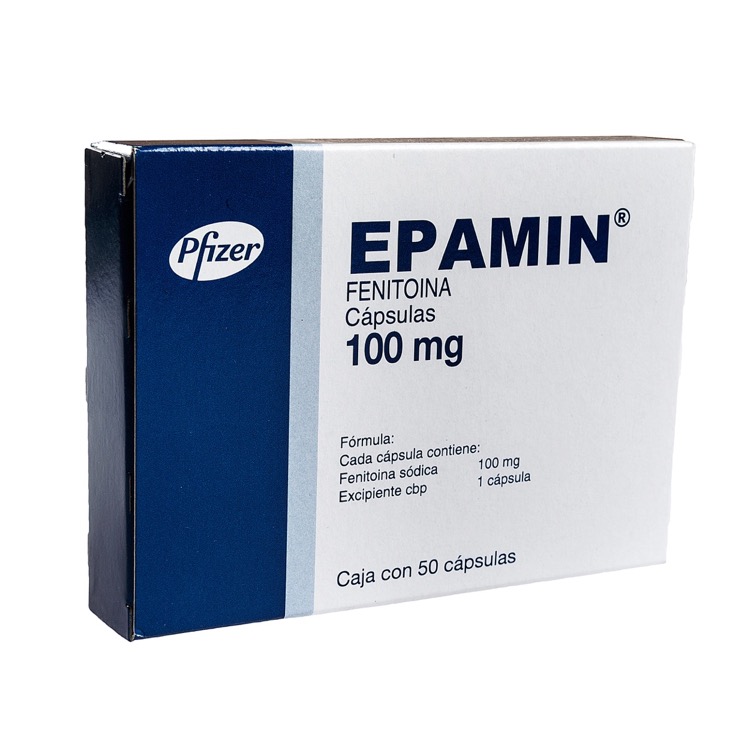 Pfizer
EPAMIN®
FENITOINA
Cápsulas
100 mg
Fórmula:
Cada cápsula contiene:
Fenitoina sódica 100 mg
Excipiente cbp 1 cápsula
Caja con 50 cápsulas